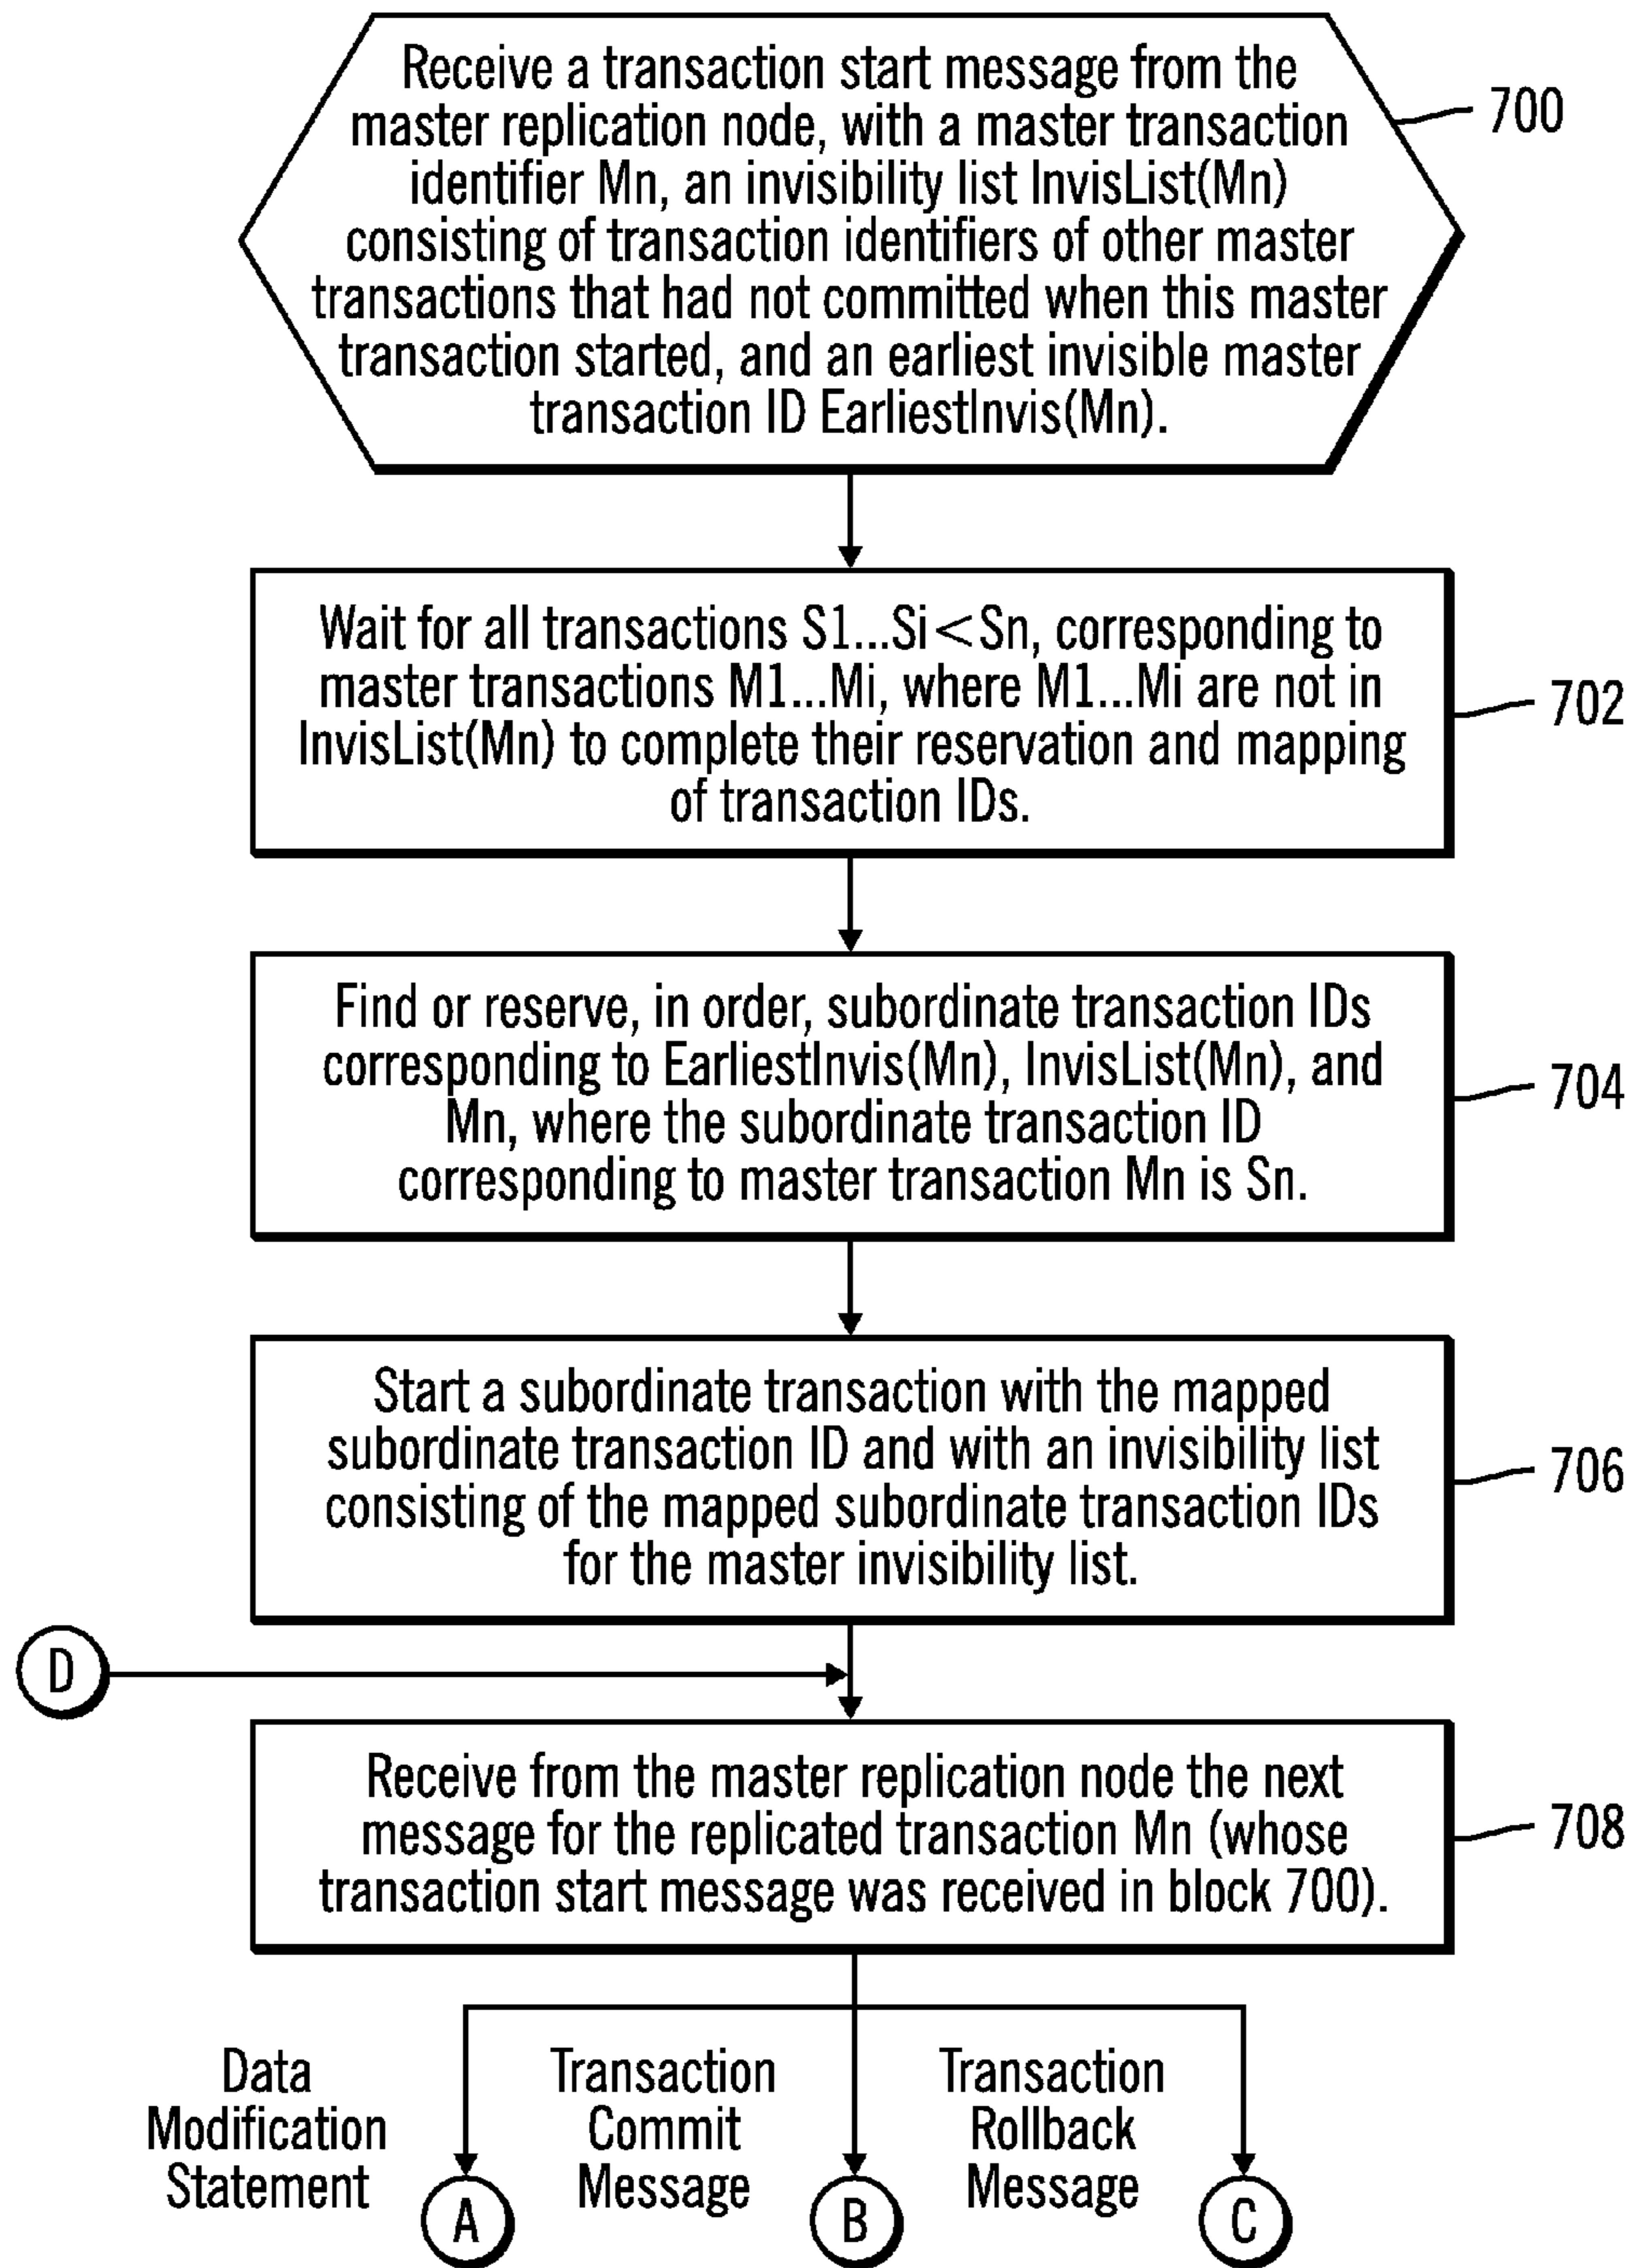 Receive a transaction start message from the
master replication node, with a master transaction
identifier Mn, an invisibility list InvisList(Mn)
consisting of transaction identifiers of other master
transactions that had not committed when this master
transaction started, and an earliest invisible master
transaction ID EarliestInvis(Mn).
700
Wait for all transactions S1...Si<Sn, corresponding to
master transactions M1...Mi, where M1...Mi are not in
InvisList(Mn) to complete their reservation and mapping
of transaction IDs.
702
Find or reserve, in order, subordinate transaction IDs
corresponding to EarliestInvis(Mn), InvisList(Mn), and
Mn, where the subordinate transaction ID
corresponding to master transaction Mn is Sn.
704
Start a subordinate transaction with the mapped
subordinate transaction ID and with an invisibility list
consisting of the mapped subordinate transaction IDs
for the master invisibility list.
706
D
Receive from the master replication node the next
message for the replicated transaction Mn (whose
transaction start message was received in block 700).
708
Data
Modification
Statement
A
Transaction
Commit
Message
B
Transaction
Rollback
Message
C